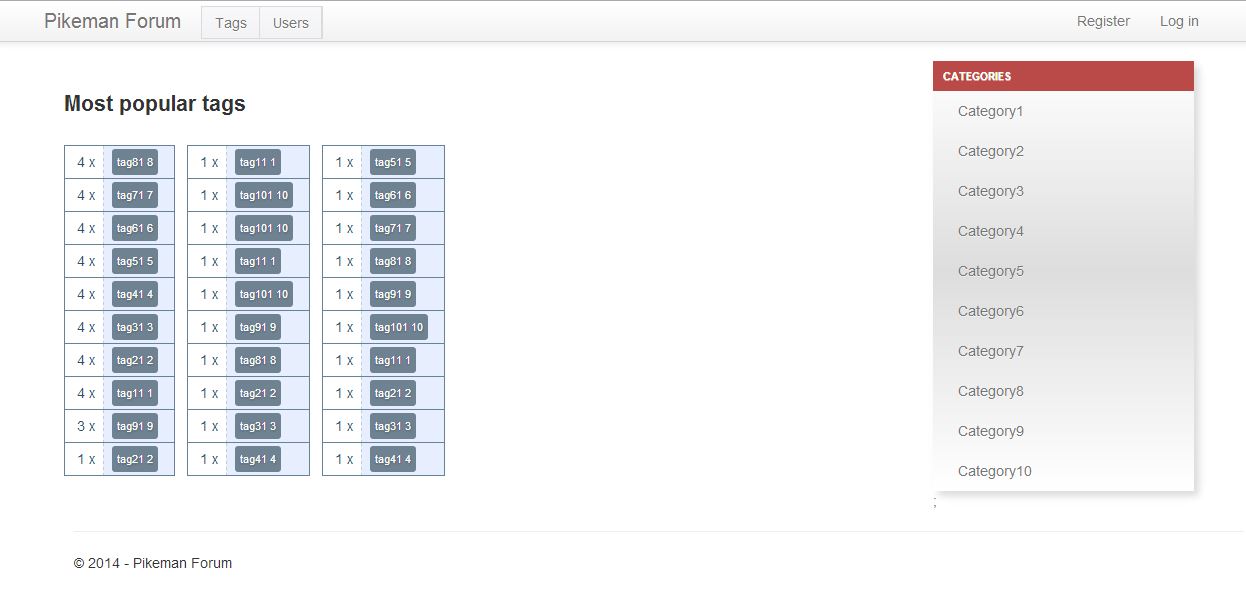 Pikeman Forum Tags Users Register Log in
CATEGORIES
Most popular tags
4 x tag81 8 1 x tag11 1 1 x tag51 5
4 x tag71 7 1 x tag101 10 1 x tag61 6
4 x tag61 6 1 x tag101 10 1 x tag71 7
4 x tag51 5 1 x tag11 1 1 x tag81 8
4 x tag41 4 1 x tag101 10 1 x tag91 9
4 x tag31 3 1 x tag91 9 1 x tag101 10
4 x tag21 2 1 x tag81 8 1 x tag11 1
4 x tag11 1 1 x tag21 2 1 x tag21 2
3 x tag91 9 1 x tag31 3 1 x tag31 3
1 x tag21 2 1 x tag41 4 1 x tag41 4
Category1
Category2
Category3
Category4
Category5
Category6
Category7
Category8
Category9
Category10
;
© 2014 - Pikeman Forum